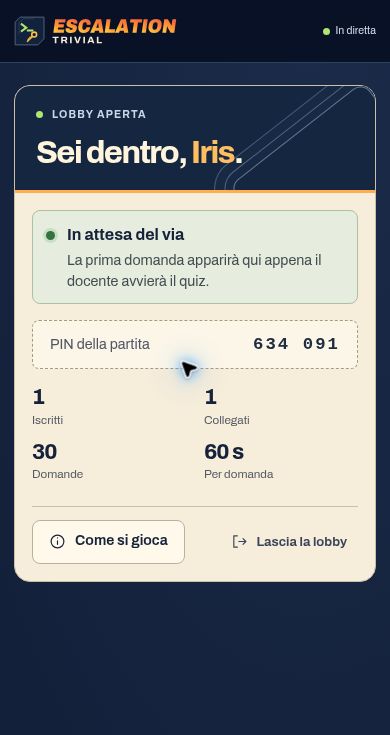 ESCALATION
TRIVIAL
In diretta
LOBBY APERTA
Sei dentro, Iris.
In attesa del via
La prima domanda apparirà qui appena il
docente avvierà il quiz.
PIN della partita 634 091
1 1
Iscritti Collegati
30 60 s
Domande Per domanda
Come si gioca Lascia la lobby